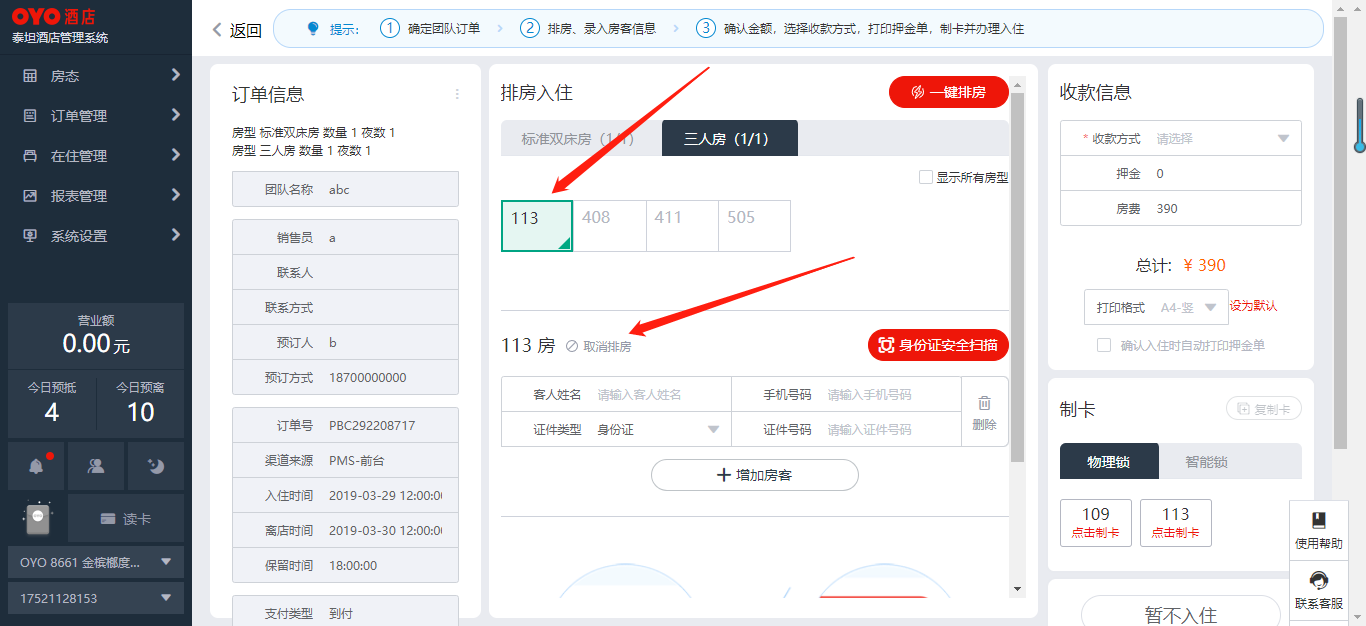 OYO 酒店
泰坦酒店管理系统
房态
订单管理
在住管理
报表管理
系统设置
营业额
0.00元
今日预抵
4
今日预离
10
读卡
OYO 8661 金槟榔度...
17521128153
返回
提示:
1 确定团队订单
2 排房、录入房客信息
3 确认金额，选择收款方式，打印押金单，制卡并办理入住
订单信息
房型 标准双床房 数量 1 夜数 1
房型 三人房 数量 1 夜数 1
团队名称 abc
销售员 a
联系人
联系方式
预订人 b
预订方式 18700000000
订单号 PBC292208717
渠道来源 PMS-前台
入住时间 2019-03-29 12:00:0
离店时间 2019-03-30 12:00:0
保留时间 18:00:00
支付类型 到付
排房入住
一键排房
标准双床房（1/1）
三人房（1/1）
显示所有房型
113
408
411
505
113 房
取消排房
身份证安全扫描
客人姓名 请输入客人姓名
手机号码 请输入手机号码
证件类型 身份证
证件号码 请输入证件号码
删除
增加房客
收款信息
* 收款方式 请选择
押金 0
房费 390
总计: ¥ 390
打印格式 A4-竖
设为默认
确认入住时自动打印押金单
制卡
复制卡
物理锁
智能锁
109
点击制卡
113
点击制卡
暂不入住
使用帮助
联系客服